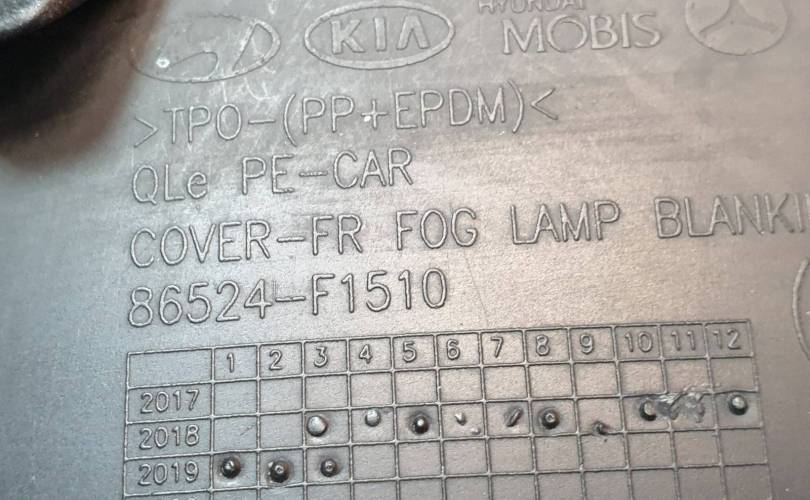 KIA
HYUNDAI
MOBIS
>TPO-(PP+EPDM)<
QLe PE-CAR
COVER-FR FOG LAMP BLANKI
86524-F1510
1 2 3 4 5 6 7 8 9 10 11 12
2017
2018
2019